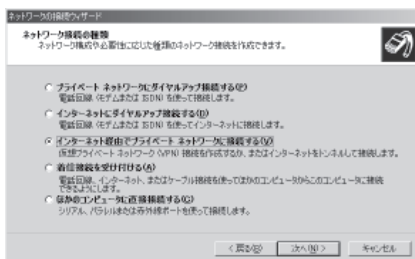 ネットワークの接続ウィザード
ネットワーク接続の種類
ネットワーク構成や必要性に応じた種類のネットワーク接続を作成できます。
プライベート ネットワークにダイヤルアップ接続する(P)
電話回線 (モデムまたは ISDN) を使って接続します。
インターネットにダイヤルアップ接続する(D)
電話回線 (モデムまたは ISDN) を使ってインターネットに接続します。
インターネット経由でプライベート ネットワークに接続する(V)
仮想プライベート ネットワーク (VPN) 接続を作成するか、またはインターネットをトンネルして接続します。
着信接続を受け付ける(A)
電話回線、インターネット、またはケーブル接続を使ってほかのコンピュータからこのコンピュータに接続
できるようにします。
ほかのコンピュータに直接接続する(C)
シリアル、パラレルまたは赤外線ポートを使って接続します。
< 戻る(B)
次へ(N) >
キャンセル